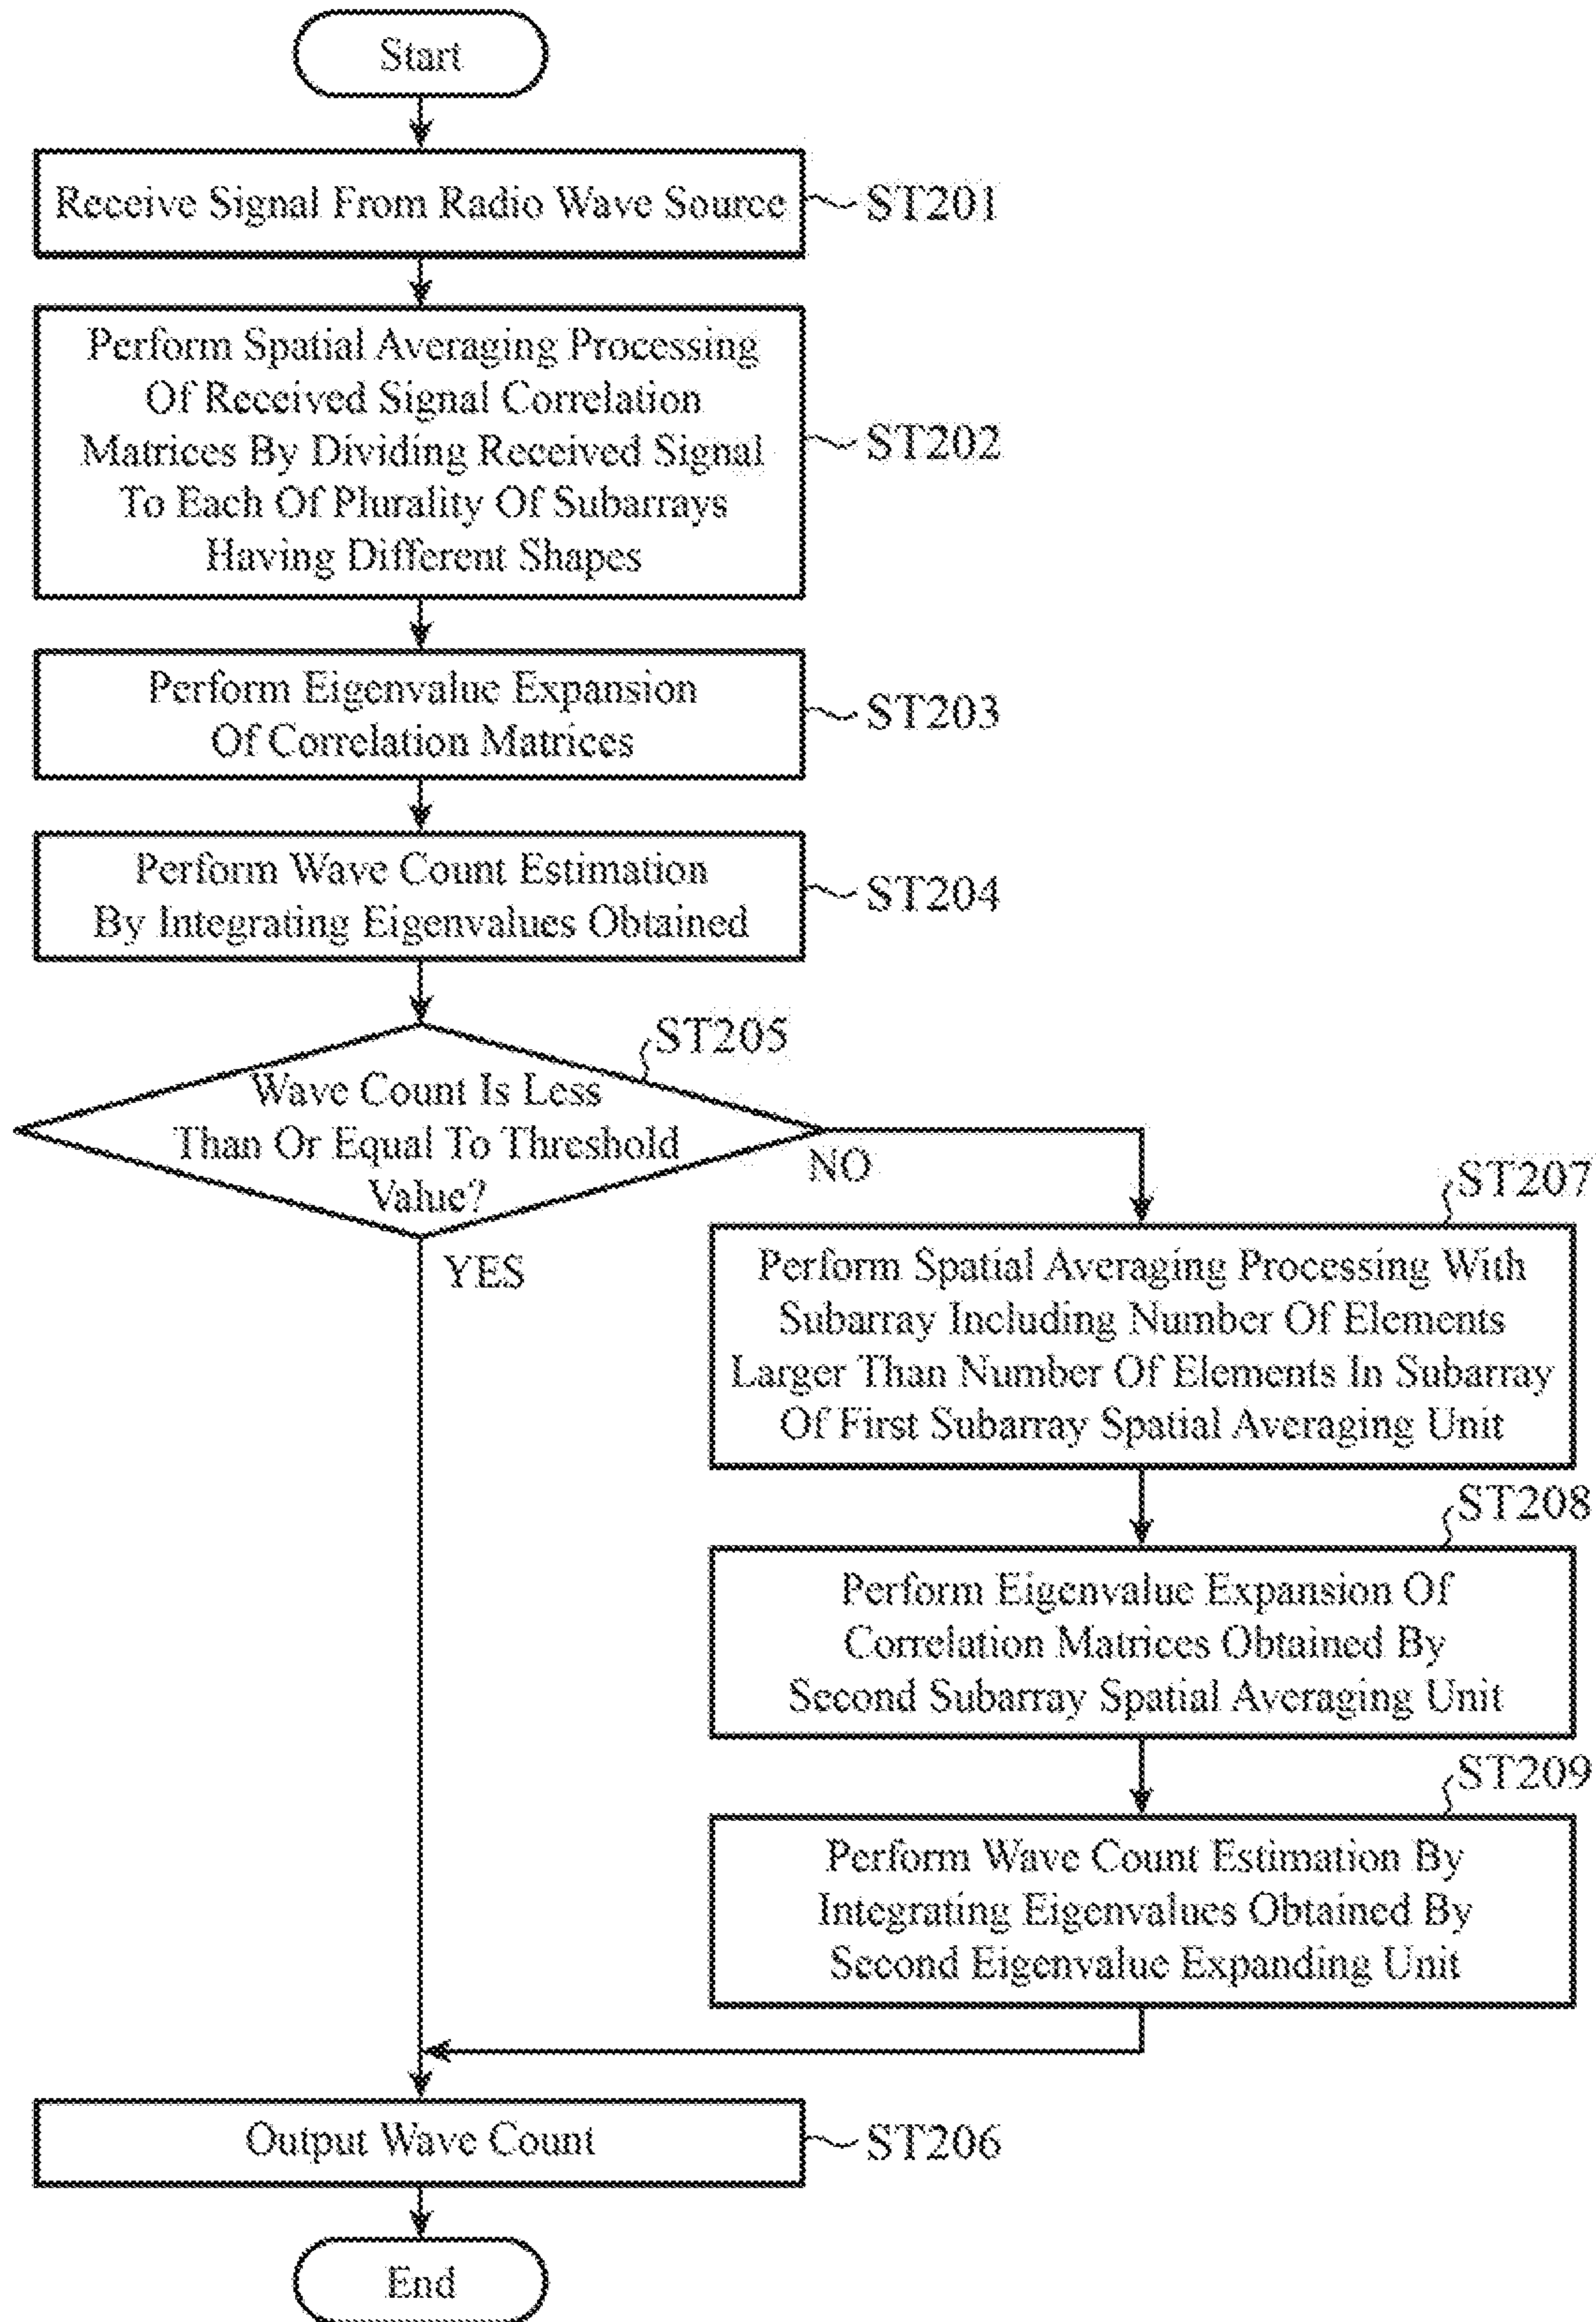 Start
Receive Signal From Radio Wave Source
ST201
Perform Spatial Averaging Processing
Of Received Signal Correlation
Matrices By Dividing Received Signal
To Each Of Plurality Of Subarrays
Having Different Shapes
ST202
Perform Eigenvalue Expansion
Of Correlation Matrices
ST203
Perform Wave Count Estimation
By Integrating Eigenvalues Obtained
ST204
ST205
Wave Count Is Less
Than Or Equal To Threshold
Value?
NO
YES
ST207
Perform Spatial Averaging Processing With
Subarray Including Number Of Elements
Larger Than Number Of Elements In Subarray
Of First Subarray Spatial Averaging Unit
ST208
Perform Eigenvalue Expansion Of
Correlation Matrices Obtained By
Second Subarray Spatial Averaging Unit
ST209
Perform Wave Count Estimation By
Integrating Eigenvalues Obtained By
Second Eigenvalue Expanding Unit
Output Wave Count
ST206
End